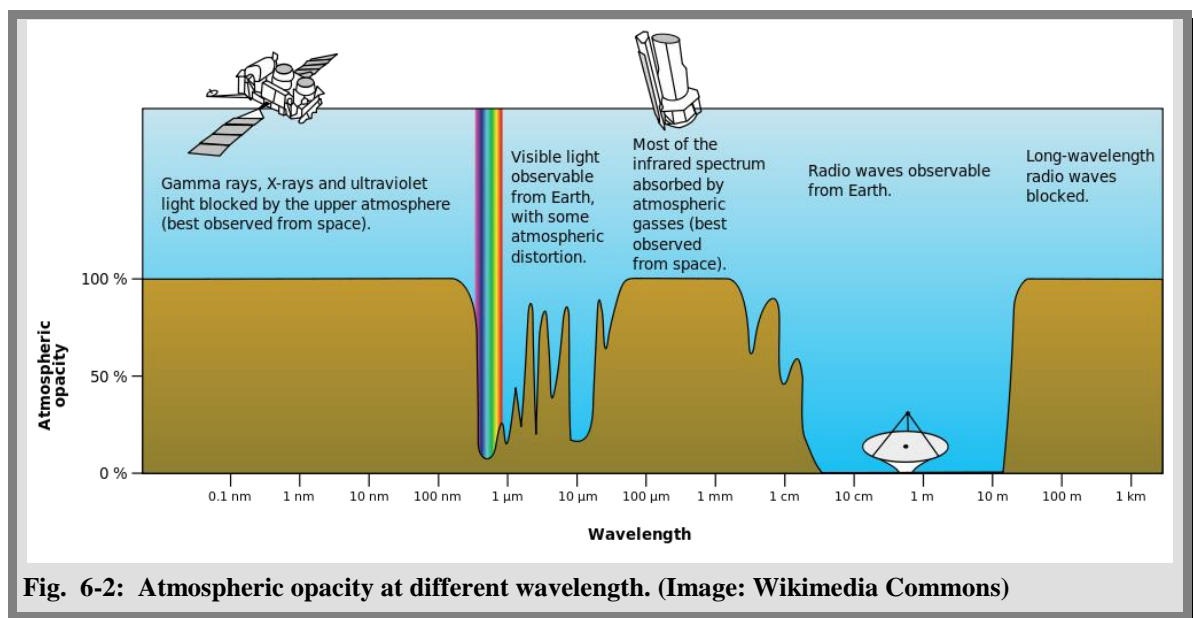 Gamma rays, X-rays and ultraviolet
light blocked by the upper atmosphere
(best observed from space).
Visible light
observable
from Earth,
with some
atmospheric
distortion.
Most of the
infrared spectrum
absorbed by
atmospheric
gasses (best
observed
from space).
Radio waves observable
from Earth.
Long-wavelength
radio waves
blocked.
Atmospheric
opacity
100 %
50 %
0 %
0.1 nm
1 nm
10 nm
100 nm
1 μm
10 μm
100 μm
1 mm
1 cm
10 cm
1 m
10 m
100 m
1 km
Wavelength
Fig. 6-2: Atmospheric opacity at different wavelength. (Image: Wikimedia Commons)